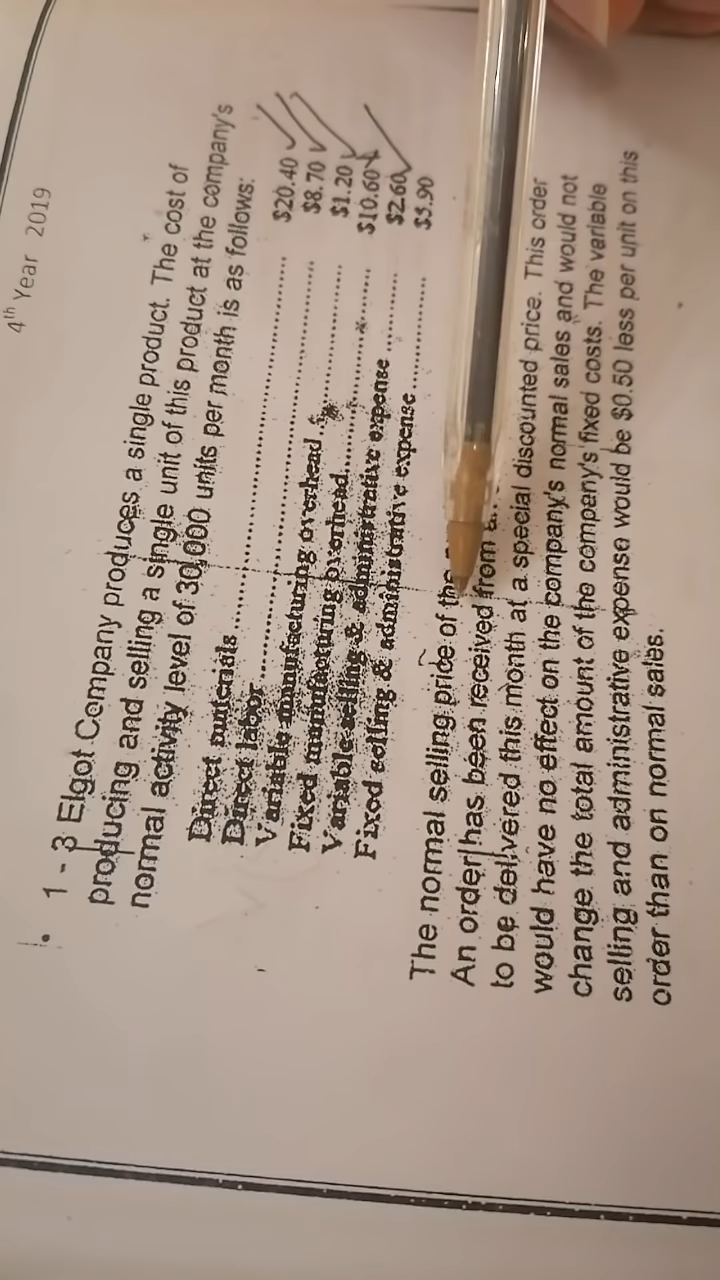 4th Year 2019
1 - 3 Elgot Company produces a single product. The cost of
producing and selling a single unit of this product at the company's
normal activity level of 30,000 units per month is as follows:
Direct materials .................... $20.40
Direct labor .................... $8.70
Variable manufacturing overhead .................... $1.20
Fixed manufacturing overhead .................... $10.60
Variable selling & administrative expense .......... $2.60
Fixed selling & administrative expense ............... $3.90
The normal selling price of the
An order has been received from
to be delivered this month at a special discounted price. This order
would have no effect on the company's normal sales and would not
change the total amount of the company's fixed costs. The variable
selling and administrative expense would be $0.50 less per unit on this
order than on normal sales.